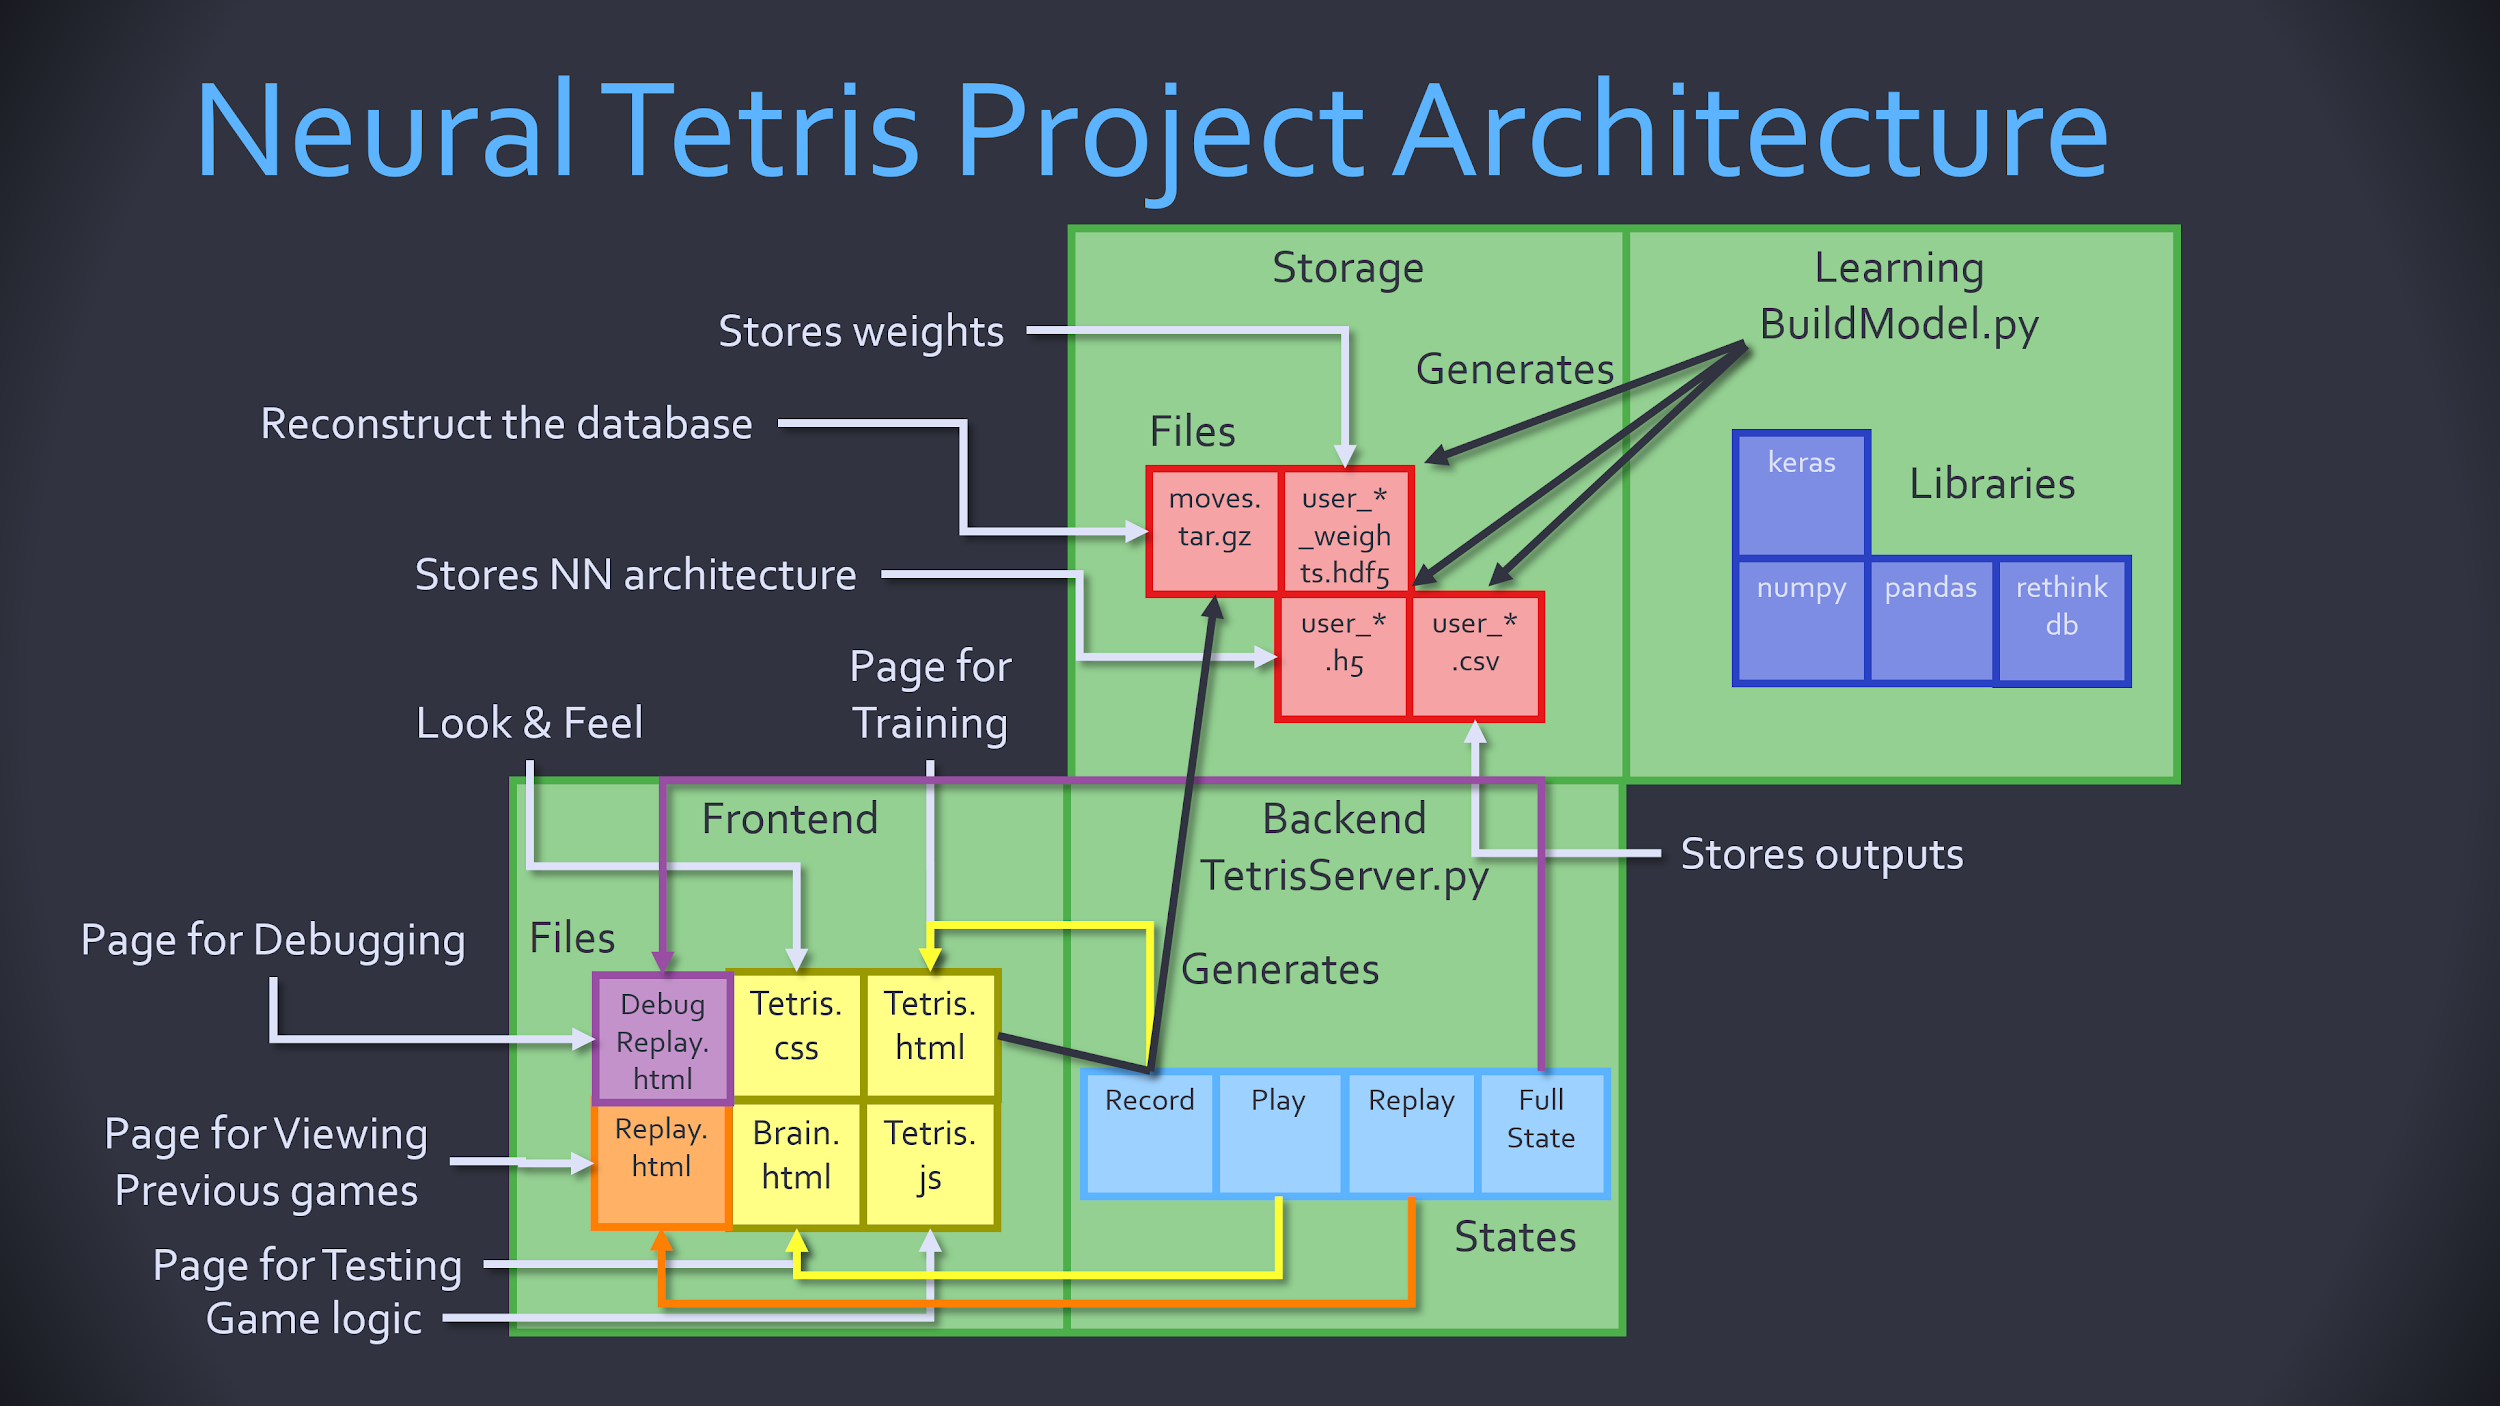 Neural Tetris Project Architecture
Storage
Learning
BuildModel.py
Stores weights
Generates
Reconstruct the database
Files
keras
Libraries
moves.
tar.gz
user_*
_weigh
ts.hdf5
Stores NN architecture
numpy
pandas
rethink
db
user_*
.h5
user_*
.csv
Page for
Training
Look & Feel
Frontend
Backend
TetrisServer.py
Stores outputs
Page for Debugging
Files
Generates
Debug
Replay.
html
Tetris.
css
Tetris.
html
Record
Play
Replay
Full
State
Page for Viewing
Previous games
Replay.
html
Brain.
html
Tetris.
js
States
Page for Testing
Game logic